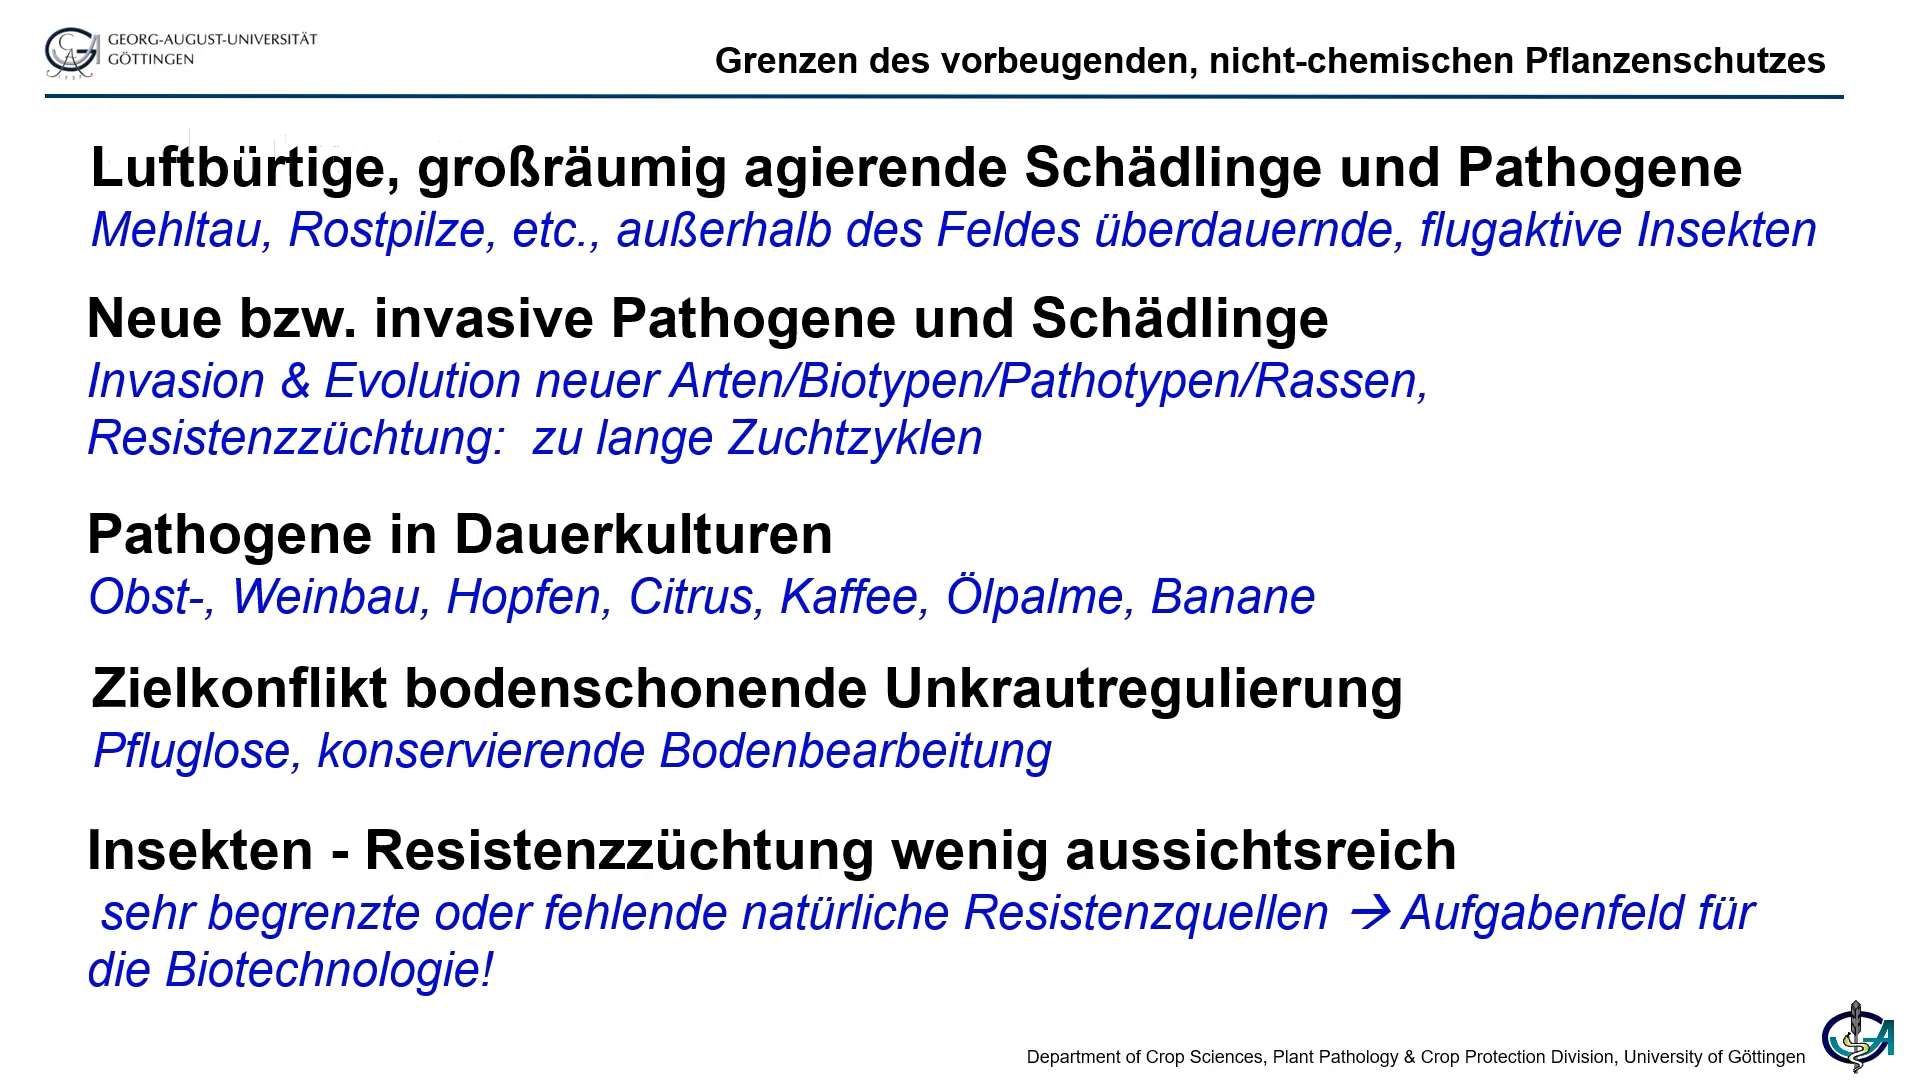 GEORG-AUGUST-UNIVERSITÄT
GÖTTINGEN
Grenzen des vorbeugenden, nicht-chemischen Pflanzenschutzes
Luftbürtige, großräumig agierende Schädlinge und Pathogene
Mehltau, Rostpilze, etc., außerhalb des Feldes überdauernde, flugaktive Insekten
Neue bzw. invasive Pathogene und Schädlinge
Invasion & Evolution neuer Arten/Biotypen/Pathotypen/Rassen,
Resistenzzüchtung:  zu lange Zuchtzyklen
Pathogene in Dauerkulturen
Obst-, Weinbau, Hopfen, Citrus, Kaffee, Ölpalme, Banane
Zielkonflikt bodenschonende Unkrautregulierung
Pfluglose, konservierende Bodenbearbeitung
Insekten - Resistenzzüchtung wenig aussichtsreich
sehr begrenzte oder fehlende natürliche Resistenzquellen → Aufgabenfeld für
die Biotechnologie!
Department of Crop Sciences, Plant Pathology & Crop Protection Division, University of Göttingen